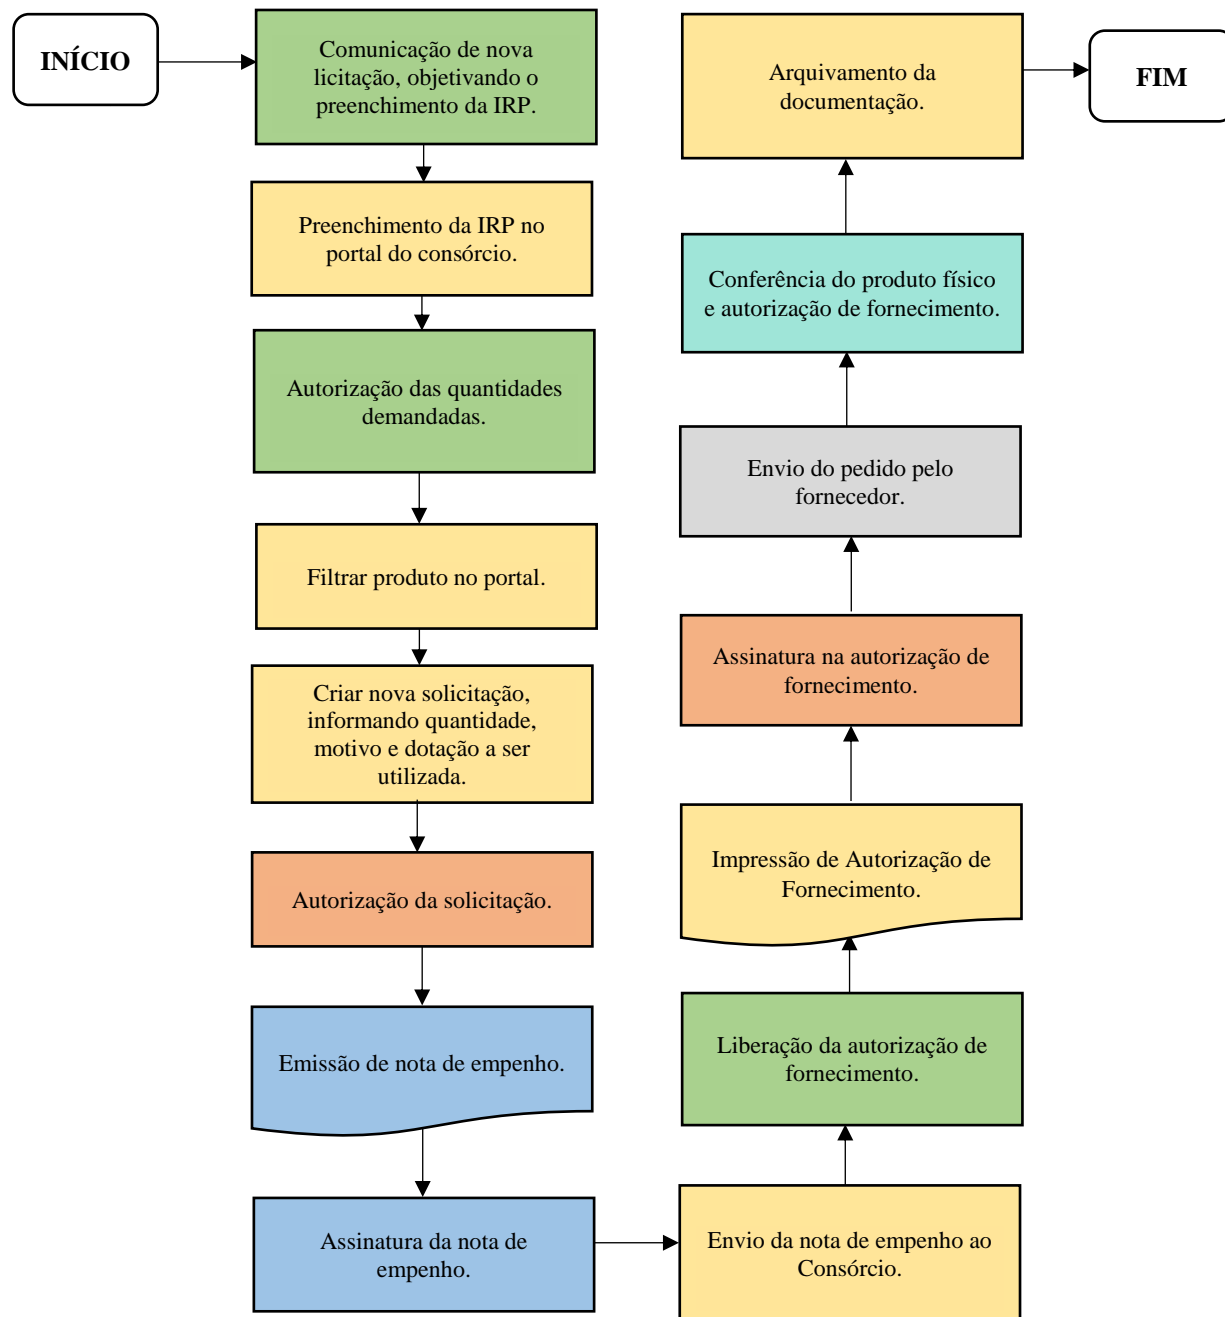 INÍCIO
Comunicação de nova
licitação, objetivando o
preenchimento da IRP.
Preenchimento da IRP no
portal do consórcio.
Autorização das quantidades
demandadas.
Filtrar produto no portal.
Criar nova solicitação,
informando quantidade,
motivo e dotação a ser
utilizada.
Autorização da solicitação.
Emissão de nota de empenho.
Assinatura da nota de
empenho.
Envio da nota de empenho ao
Consórcio.
Liberação da autorização de
fornecimento.
Impressão de Autorização de
Fornecimento.
Assinatura na autorização de
fornecimento.
Envio do pedido pelo
fornecedor.
Conferência do produto físico
e autorização de fornecimento.
Arquivamento da
documentação.
FIM